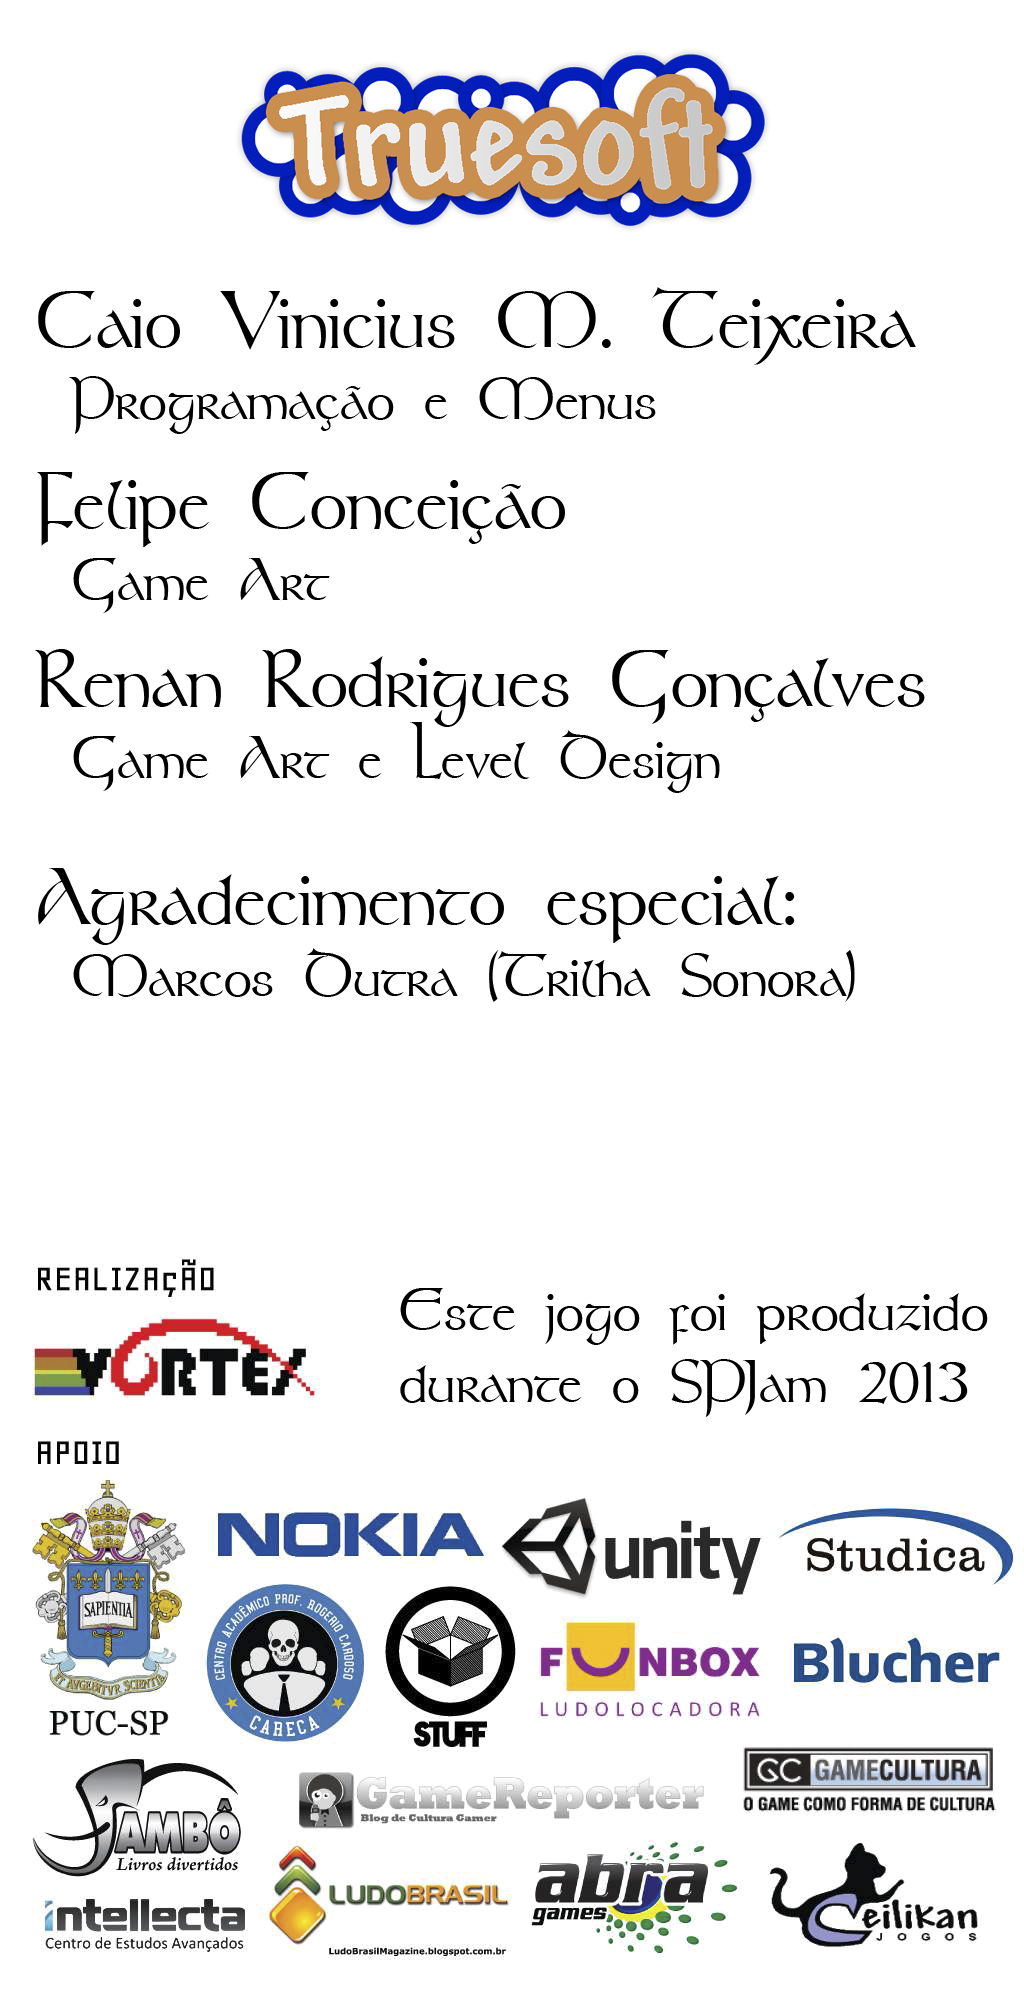 Truesoft
Caio Vinicius M. Teixeira
Programação e Menus
Felipe Conceição
Game Art
Renan Rodrigues Gonçalves
Game Art e Level Design
Agradecimento especial:
Marcos Dutra (Trilha Sonora)
REALIZAÇÃO
VORTEX
Este jogo foi produzido
durante o SPJam 2013
APOIO
SAPIENTIA
ET AVGEBITVR SCIENTIA
PUC-SP
NOKIA
unity
Studica
CENTRO ACADÊMICO PROF. ROGERIO CARDOSO
CARECA
STUFF
FUNBOX
LUDOLOCADORA
Blucher
JAMBÔ
Livros divertidos
GameReporter
Blog de Cultura Gamer
GC GAMECULTURA
O GAME COMO FORMA DE CULTURA
intellecta
Centro de Estudos Avançados
LUDOBRASIL
LudoBrasilMagazine.blogspot.com.br
abra
games
Ceilikan
JOGOS